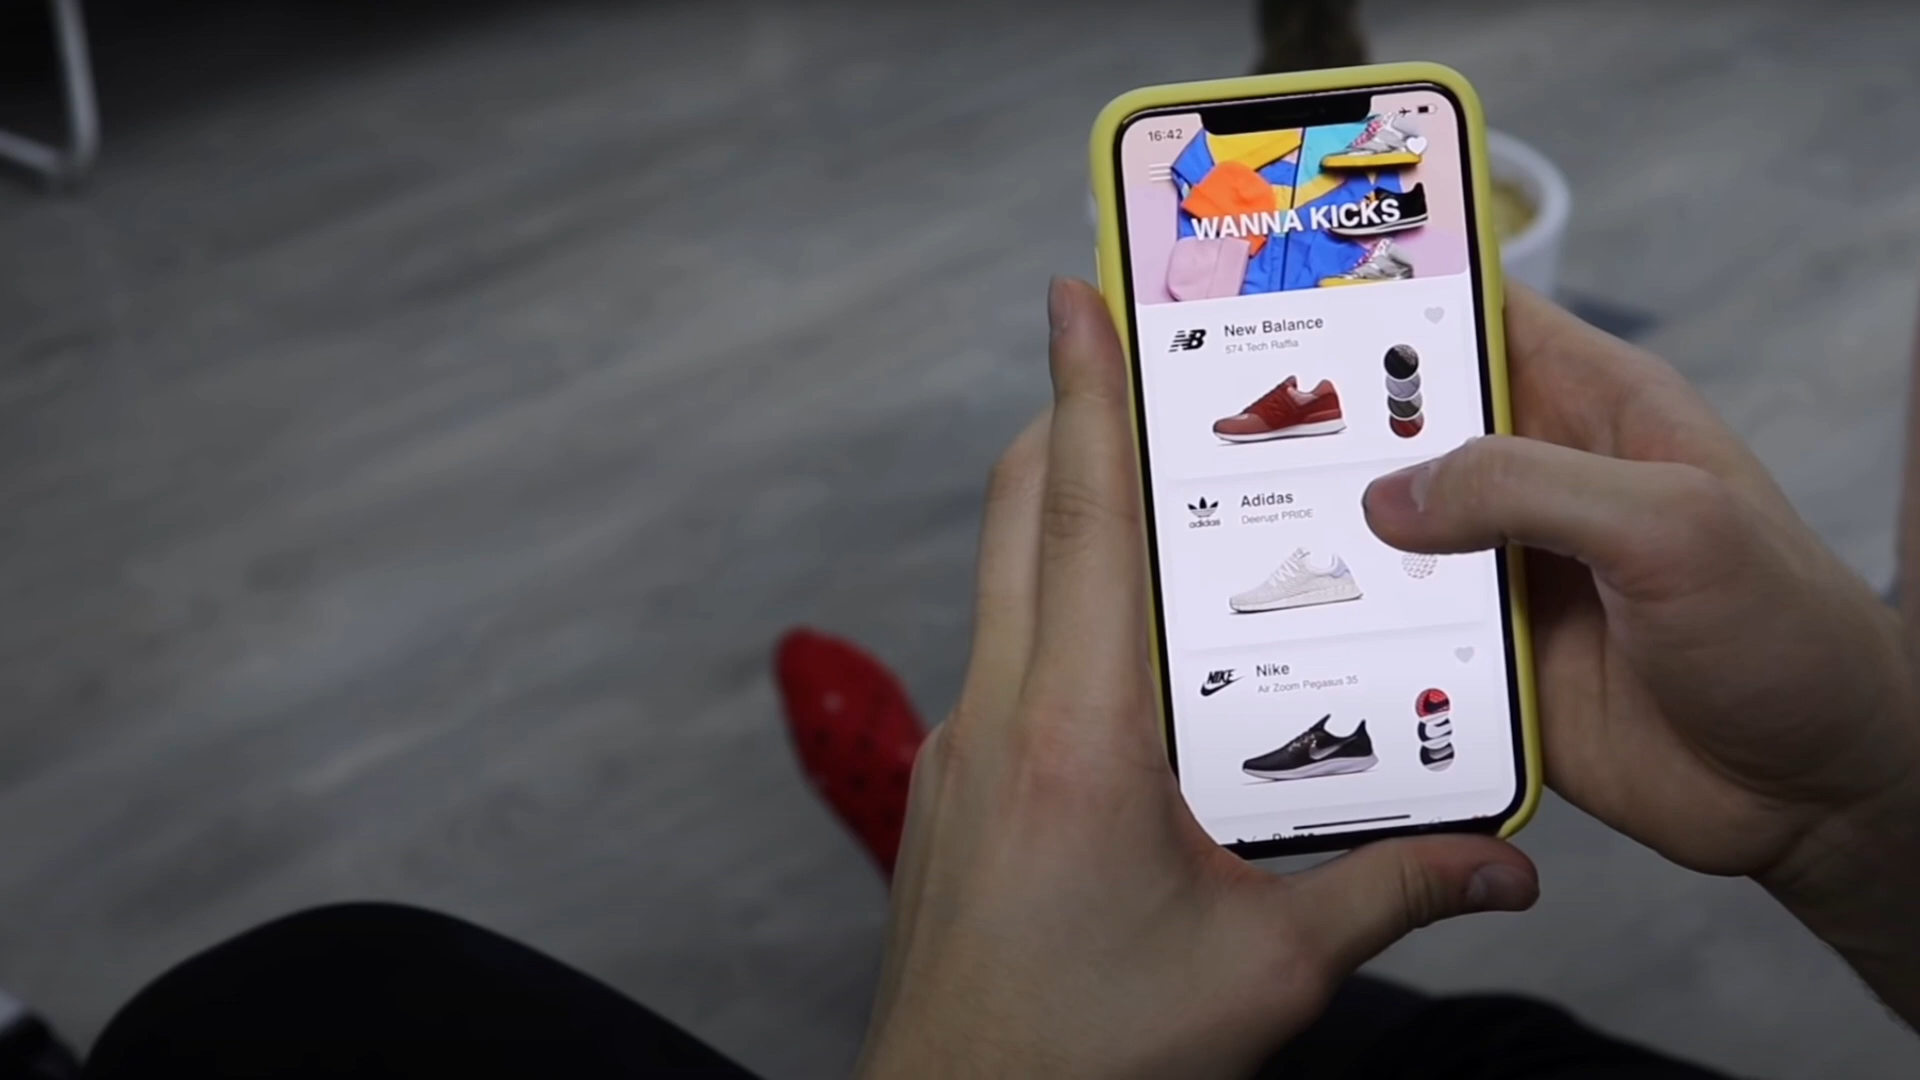 16:42
WANNA KICKS
New Balance
574 Tech Raffia
adidas
Adidas
Deerupt PRIDE
NIKE
Nike
Air Zoom Pegasus 35